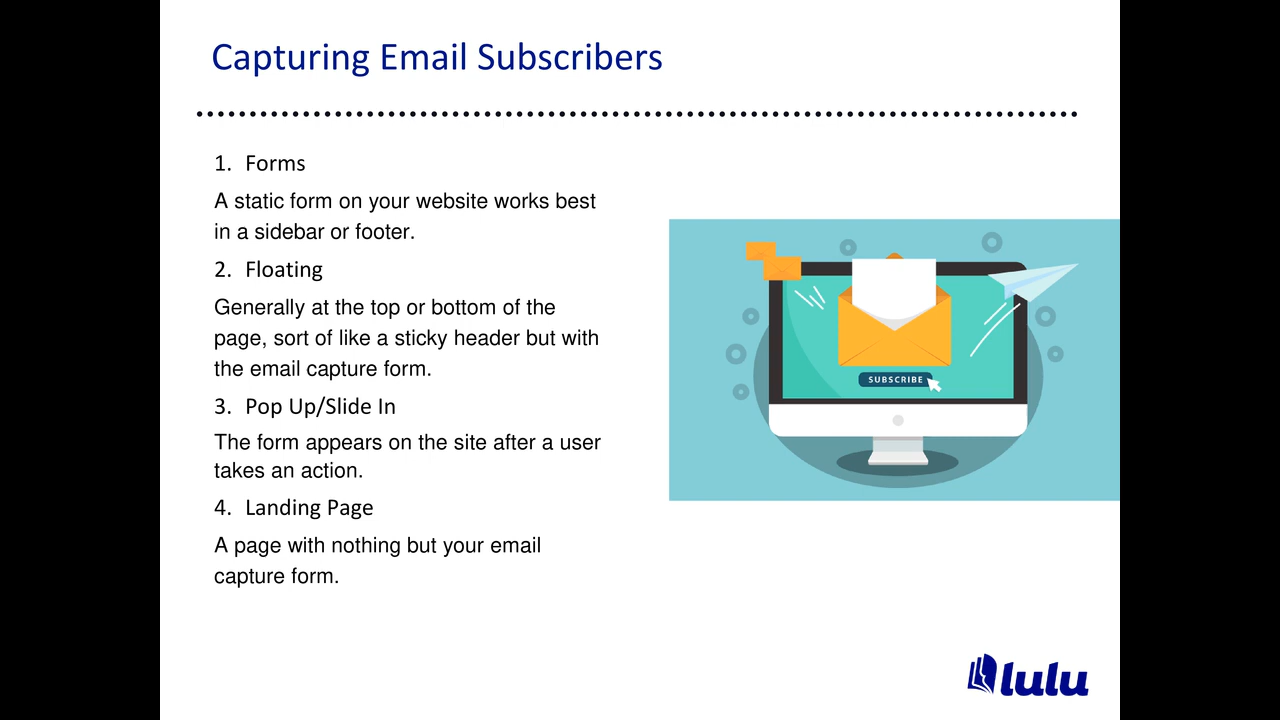 Capturing Email Subscribers
1. Forms
A static form on your website works best
in a sidebar or footer.
2. Floating
Generally at the top or bottom of the
page, sort of like a sticky header but with
the email capture form.
3. Pop Up/Slide In
The form appears on the site after a user
takes an action.
4. Landing Page
A page with nothing but your email
capture form.
SUBSCRIBE
lulu